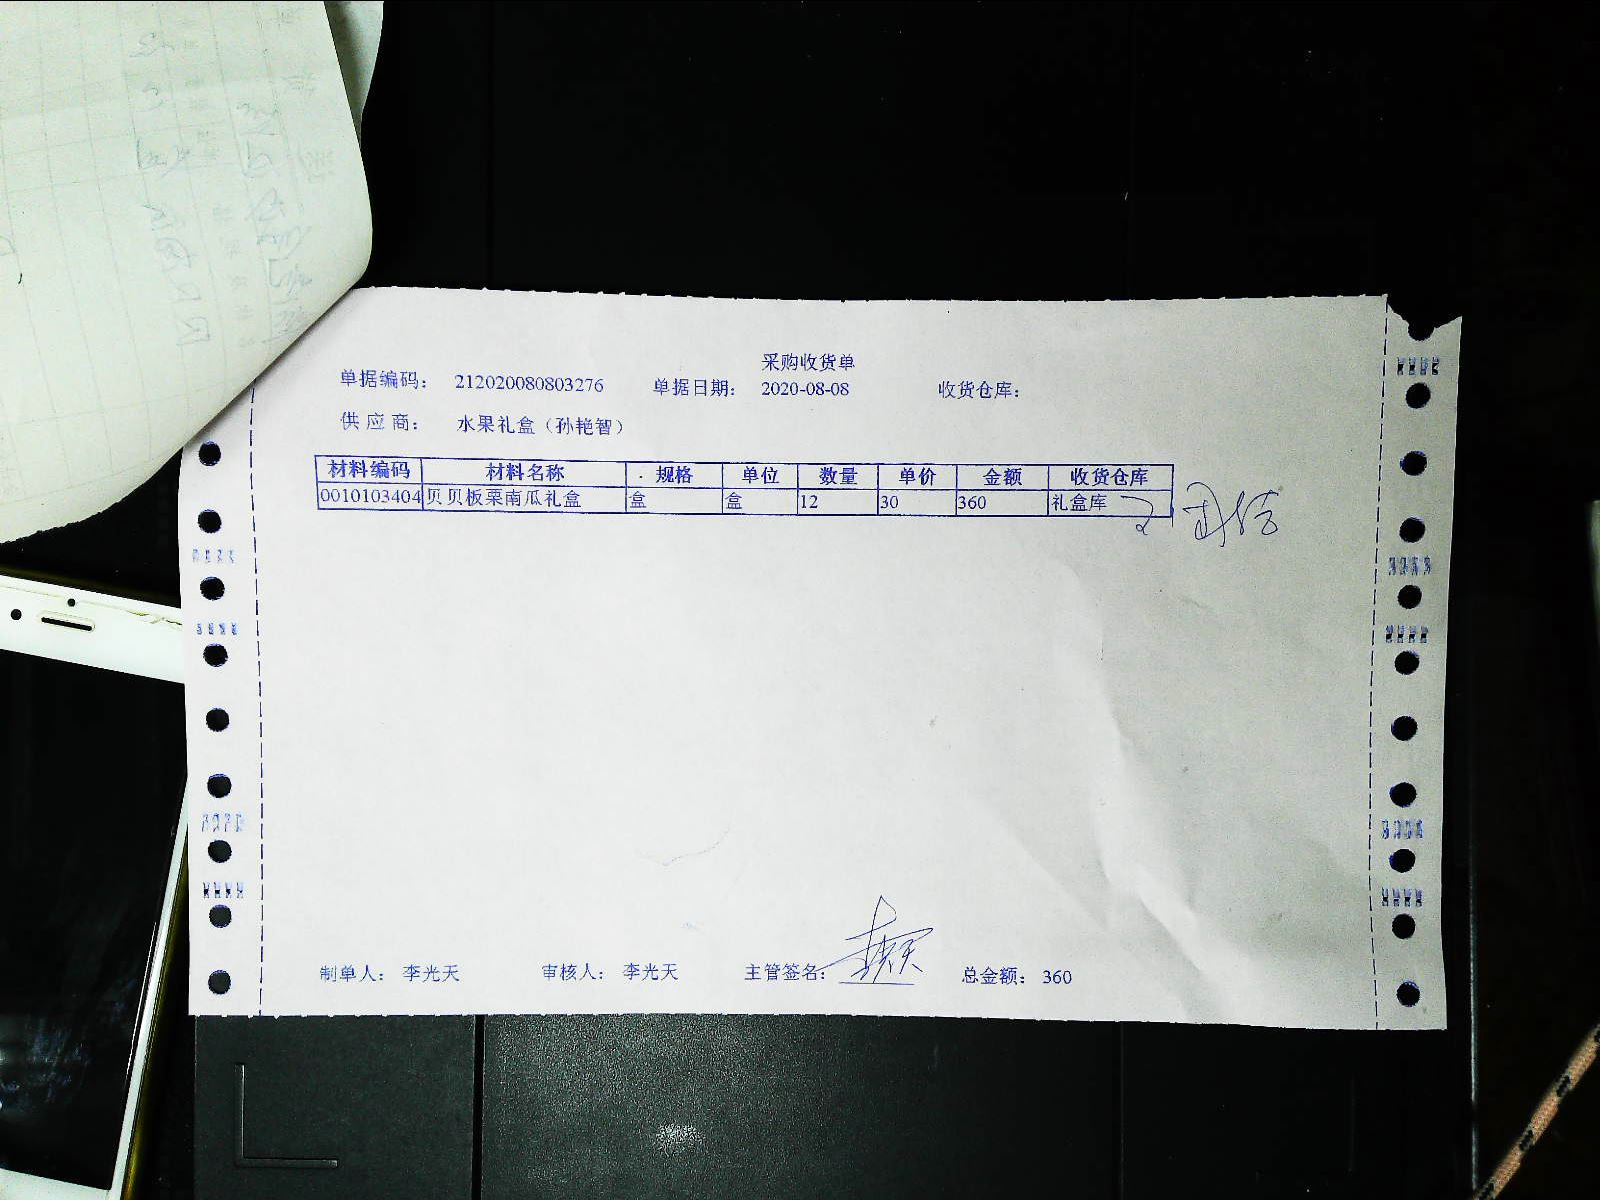 采购收货单
单据编码： 212020080803276 单据日期： 2020-08-08 收货仓库：
供应商： 水果礼盒（孙艳智）
材料编码 材料名称 规格 单位 数量 单价 金额 收货仓库
0010103404 贝贝板栗南瓜礼盒 盒 盒 12 30 360 礼盒库
制单人： 李光天 审核人： 李光天 主管签名： 总金额： 360